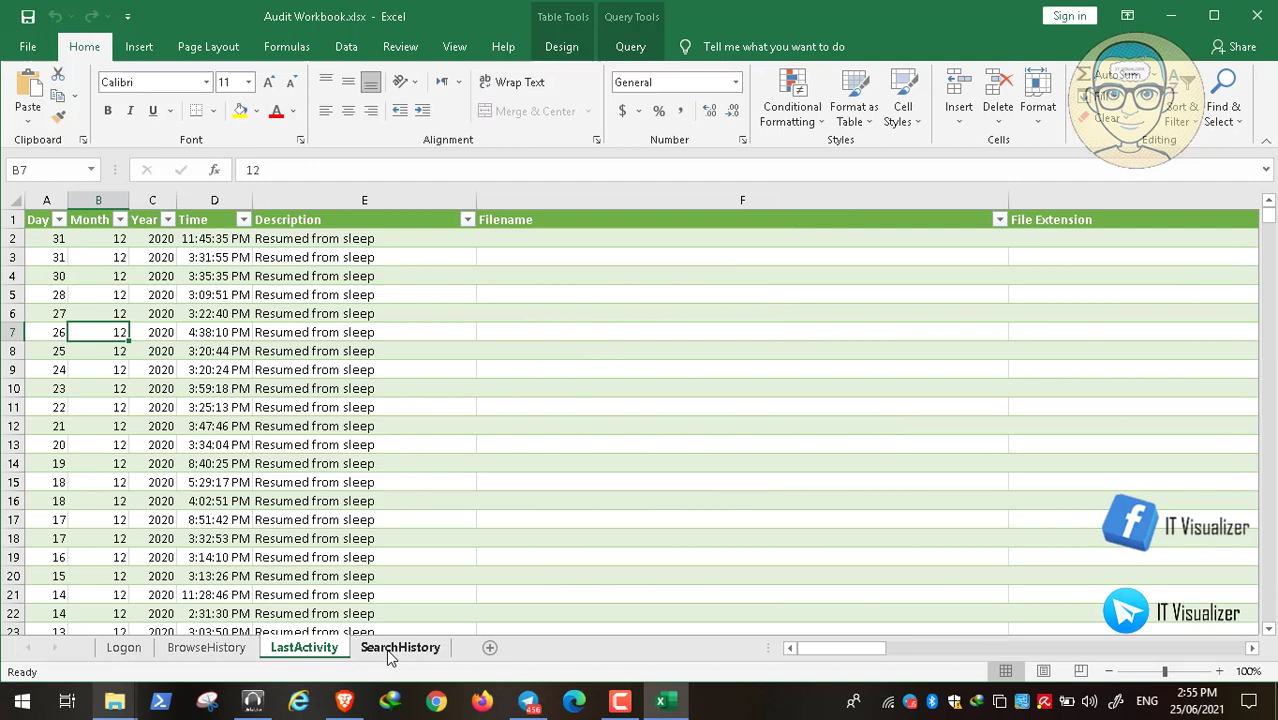 Audit Workbook.xlsx - Excel
Table Tools
Query Tools
Sign in
File
Home
Insert
Page Layout
Formulas
Data
Review
View
Help
Design
Query
Tell me what you want to do
Share
Paste
Calibri
11
B I U
Wrap Text
Merge & Center
General
$ % ,
Conditional Formatting
Format as Table
Cell Styles
Insert
Delete
Format
AutoSum
Fill
Clear
Sort & Filter
Find & Select
IT VISUALIZER
Clipboard
Font
Alignment
Number
Styles
Cells
Editing
B7
fx
12
A B C D E F
1 Day Month Year Time Description Filename File Extension
2 31 12 2020 11:45:35 PM Resumed from sleep
3 31 12 2020 3:31:55 PM Resumed from sleep
4 30 12 2020 3:35:35 PM Resumed from sleep
5 28 12 2020 3:09:51 PM Resumed from sleep
6 27 12 2020 3:22:40 PM Resumed from sleep
7 26 12 2020 4:38:10 PM Resumed from sleep
8 25 12 2020 3:20:44 PM Resumed from sleep
9 24 12 2020 3:20:24 PM Resumed from sleep
10 23 12 2020 3:59:18 PM Resumed from sleep
11 22 12 2020 3:25:13 PM Resumed from sleep
12 21 12 2020 3:47:46 PM Resumed from sleep
13 20 12 2020 3:34:04 PM Resumed from sleep
14 19 12 2020 8:40:25 PM Resumed from sleep
15 18 12 2020 5:29:17 PM Resumed from sleep
16 18 12 2020 4:02:51 PM Resumed from sleep
17 17 12 2020 8:51:42 PM Resumed from sleep
18 17 12 2020 3:32:53 PM Resumed from sleep
19 16 12 2020 3:14:10 PM Resumed from sleep
20 15 12 2020 3:13:26 PM Resumed from sleep
21 14 12 2020 11:28:46 PM Resumed from sleep
22 14 12 2020 2:31:30 PM Resumed from sleep
23 13 12 2020 3:03:50 PM Resumed from sleep
IT Visualizer
IT Visualizer
Logon
BrowseHistory
LastActivity
SearchHistory
Ready
100%
456
ENG
2:55 PM
25/06/2021